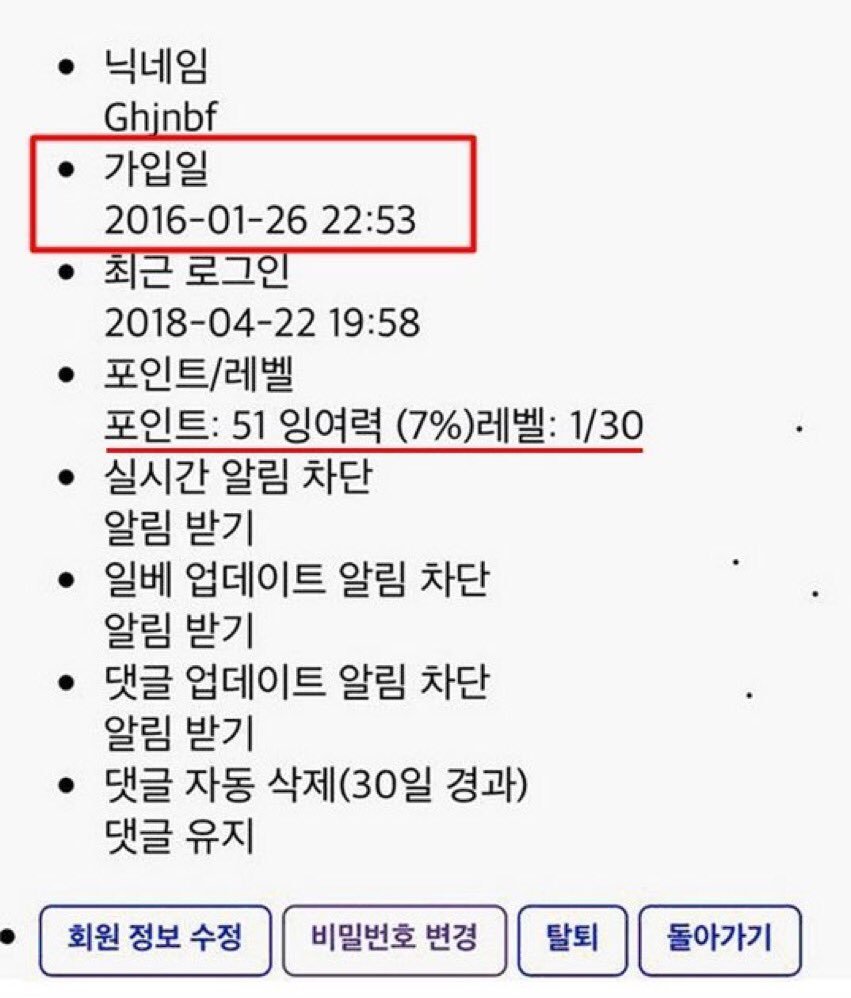 닉네임
Ghjnbf
가입일
2016-01-26 22:53
최근 로그인
2018-04-22 19:58
포인트/레벨
포인트: 51 잉여력 (7%)레벨: 1/30
실시간 알림 차단
알림 받기
일베 업데이트 알림 차단
알림 받기
댓글 업데이트 알림 차단
알림 받기
댓글 자동 삭제(30일 경과)
댓글 유지
회원 정보 수정 비밀번호 변경 탈퇴 돌아가기